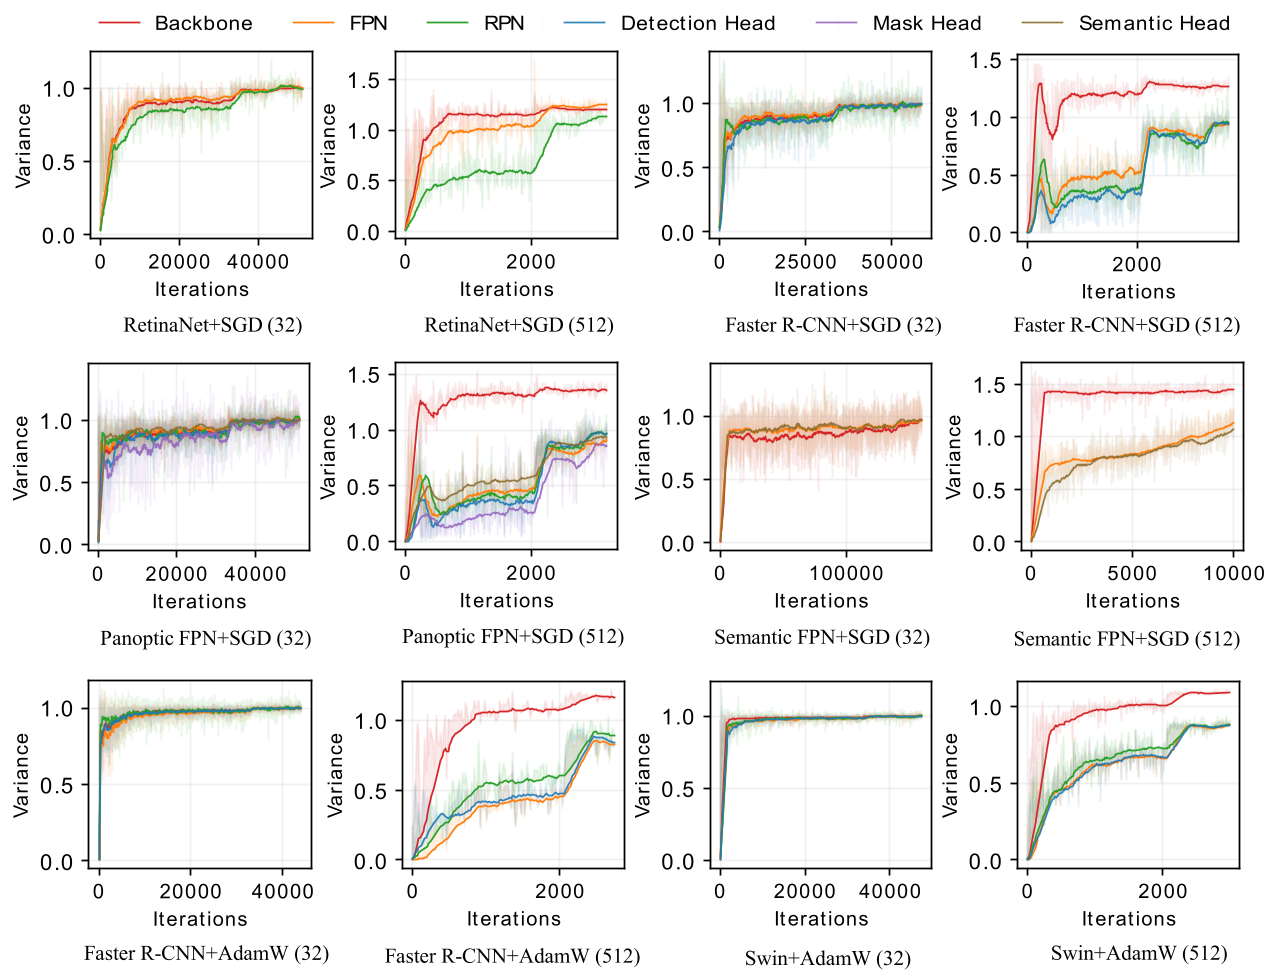 Backbone FPN RPN Detection Head Mask Head Semantic Head
Variance 1.0 0.5 0.0 0 20000 40000 Iterations
RetinaNet+SGD (32)
Variance 1.5 1.0 0.5 0.0 0 2000 Iterations
RetinaNet+SGD (512)
Variance 1.0 0.5 0.0 0 25000 50000 Iterations
Faster R-CNN+SGD (32)
Variance 1.5 1.0 0.5 0.0 0 2000 Iterations
Faster R-CNN+SGD (512)
Variance 1.0 0.5 0.0 0 20000 40000 Iterations
Panoptic FPN+SGD (32)
Variance 1.5 1.0 0.5 0.0 0 2000 Iterations
Panoptic FPN+SGD (512)
Variance 1.0 0.5 0.0 0 100000 Iterations
Semantic FPN+SGD (32)
Variance 1.5 1.0 0.5 0.0 0 5000 10000 Iterations
Semantic FPN+SGD (512)
Variance 1.0 0.5 0.0 0 20000 40000 Iterations
Faster R-CNN+AdamW (32)
Variance 1.0 0.5 0.0 0 2000 Iterations
Faster R-CNN+AdamW (512)
Variance 1.0 0.5 0.0 0 20000 40000 Iterations
Swin+AdamW (32)
Variance 1.0 0.5 0.0 0 2000 Iterations
Swin+AdamW (512)